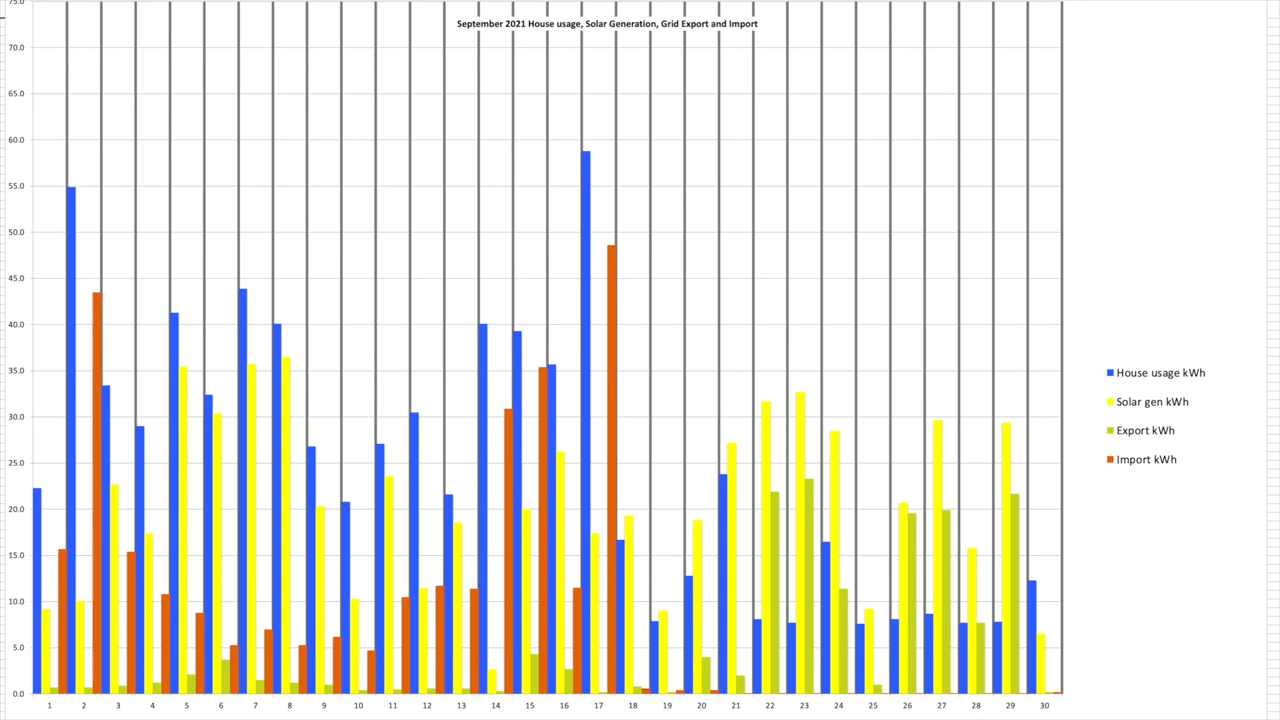 September 2021 House usage, Solar Generation, Grid Export and Import
75.0
70.0
65.0
60.0
55.0
50.0
45.0
40.0
35.0
30.0
25.0
20.0
15.0
10.0
5.0
0.0
1 2 3 4 5 6 7 8 9 10 11 12 13 14 15 16 17 18 19 20 21 22 23 24 25 26 27 28 29 30
House usage kWh
Solar gen kWh
Export kWh
Import kWh